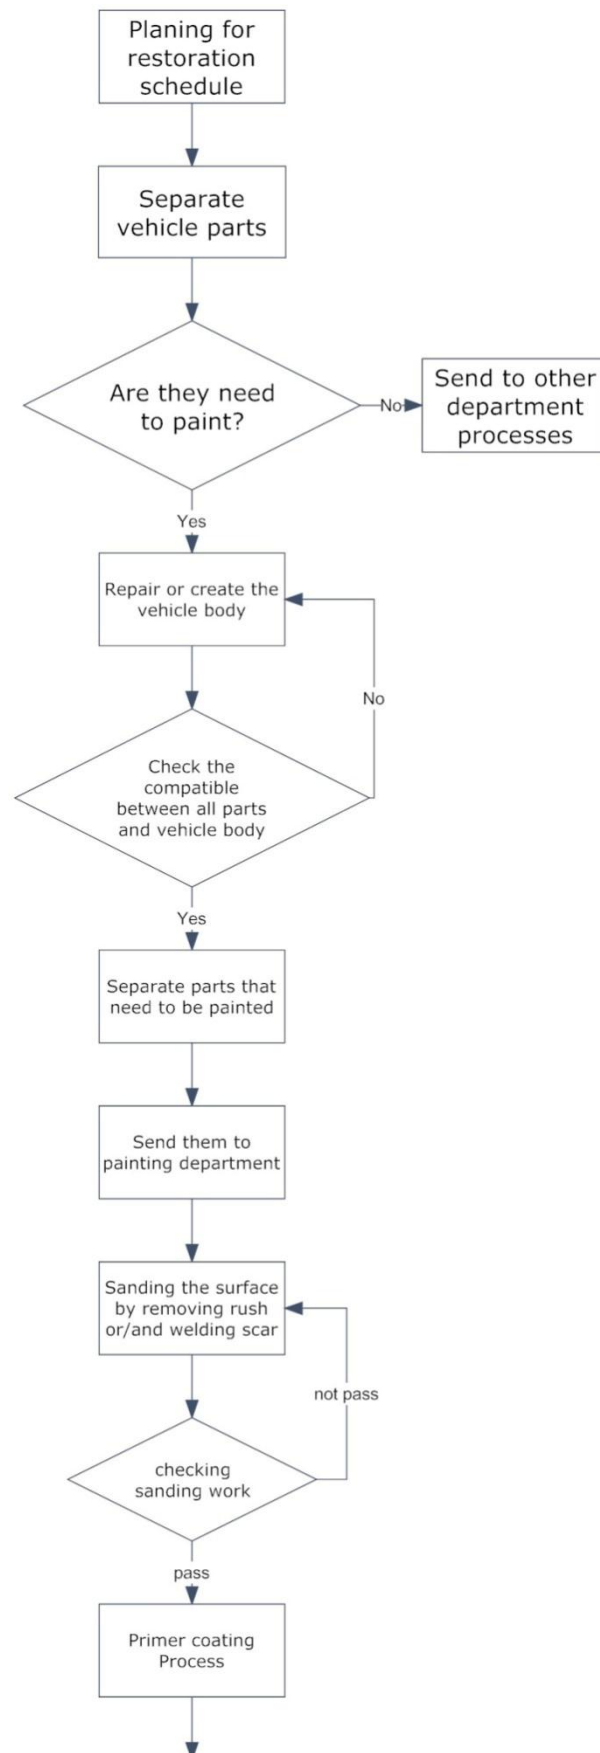 Planing for
restoration
schedule
Separate
vehicle parts
Are they need
to paint?
No
Send to other
department
processes
Yes
Repair or create the
vehicle body
No
Check the
compatible
between all parts
and vehicle body
Yes
Separate parts that
need to be painted
Send them to
painting department
Sanding the surface
by removing rush
or/and welding scar
not pass
checking
sanding work
pass
Primer coating
Process